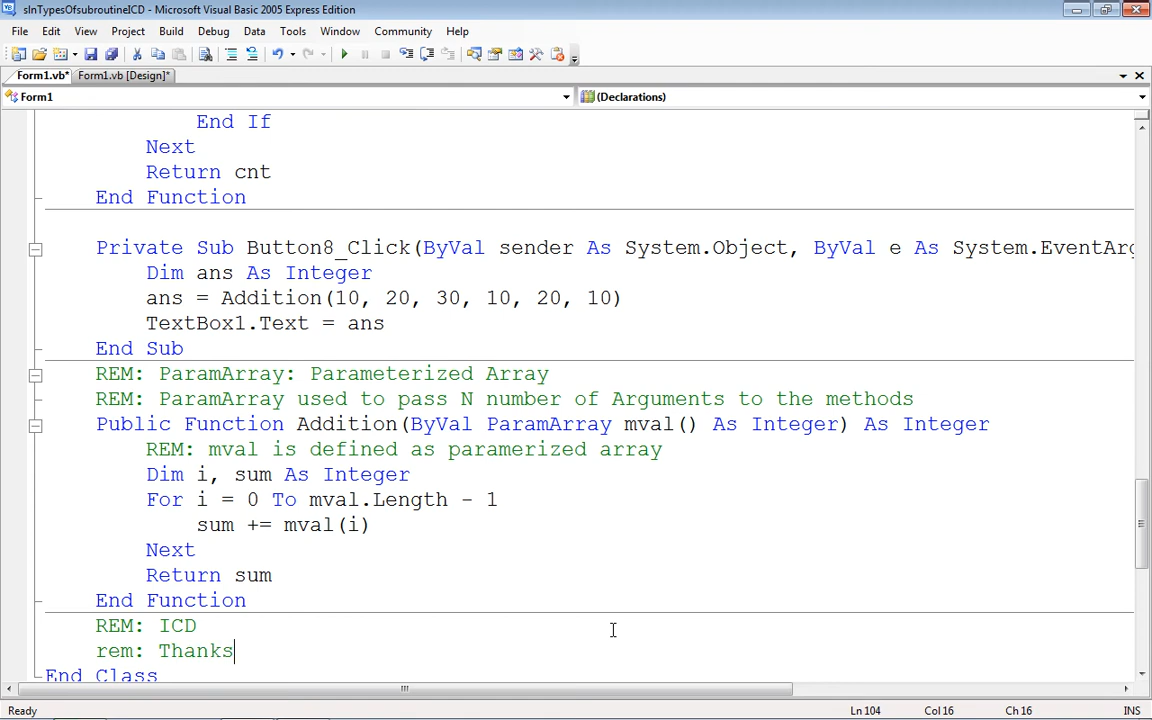 sInTypesOfsubroutineICD - Microsoft Visual Basic 2005 Express Edition
File Edit View Project Build Debug Data Tools Window Community Help
Form1.vb* Form1.vb [Design]*
Form1 (Declarations)
End If
Next
Return cnt
End Function
Private Sub Button8_Click(ByVal sender As System.Object, ByVal e As System.EventArg
Dim ans As Integer
ans = Addition(10, 20, 30, 10, 20, 10)
TextBox1.Text = ans
End Sub
REM: ParamArray: Parameterized Array
REM: ParamArray used to pass N number of Arguments to the methods
Public Function Addition(ByVal ParamArray mval() As Integer) As Integer
REM: mval is defined as paramerized array
Dim i, sum As Integer
For i = 0 To mval.Length - 1
sum += mval(i)
Next
Return sum
End Function
REM: ICD
rem: Thanks
End Class
Ready Ln 104 Col 16 Ch 16 INS